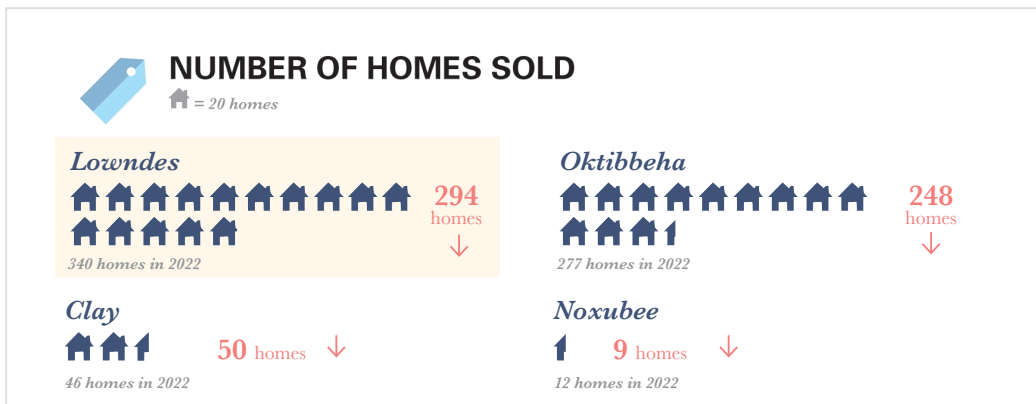 NUMBER OF HOMES SOLD
= 20 homes
Lowndes
294
homes
340 homes in 2022
Oktibbeha
248
homes
277 homes in 2022
Clay
50 homes
46 homes in 2022
Noxubee
9 homes
12 homes in 2022